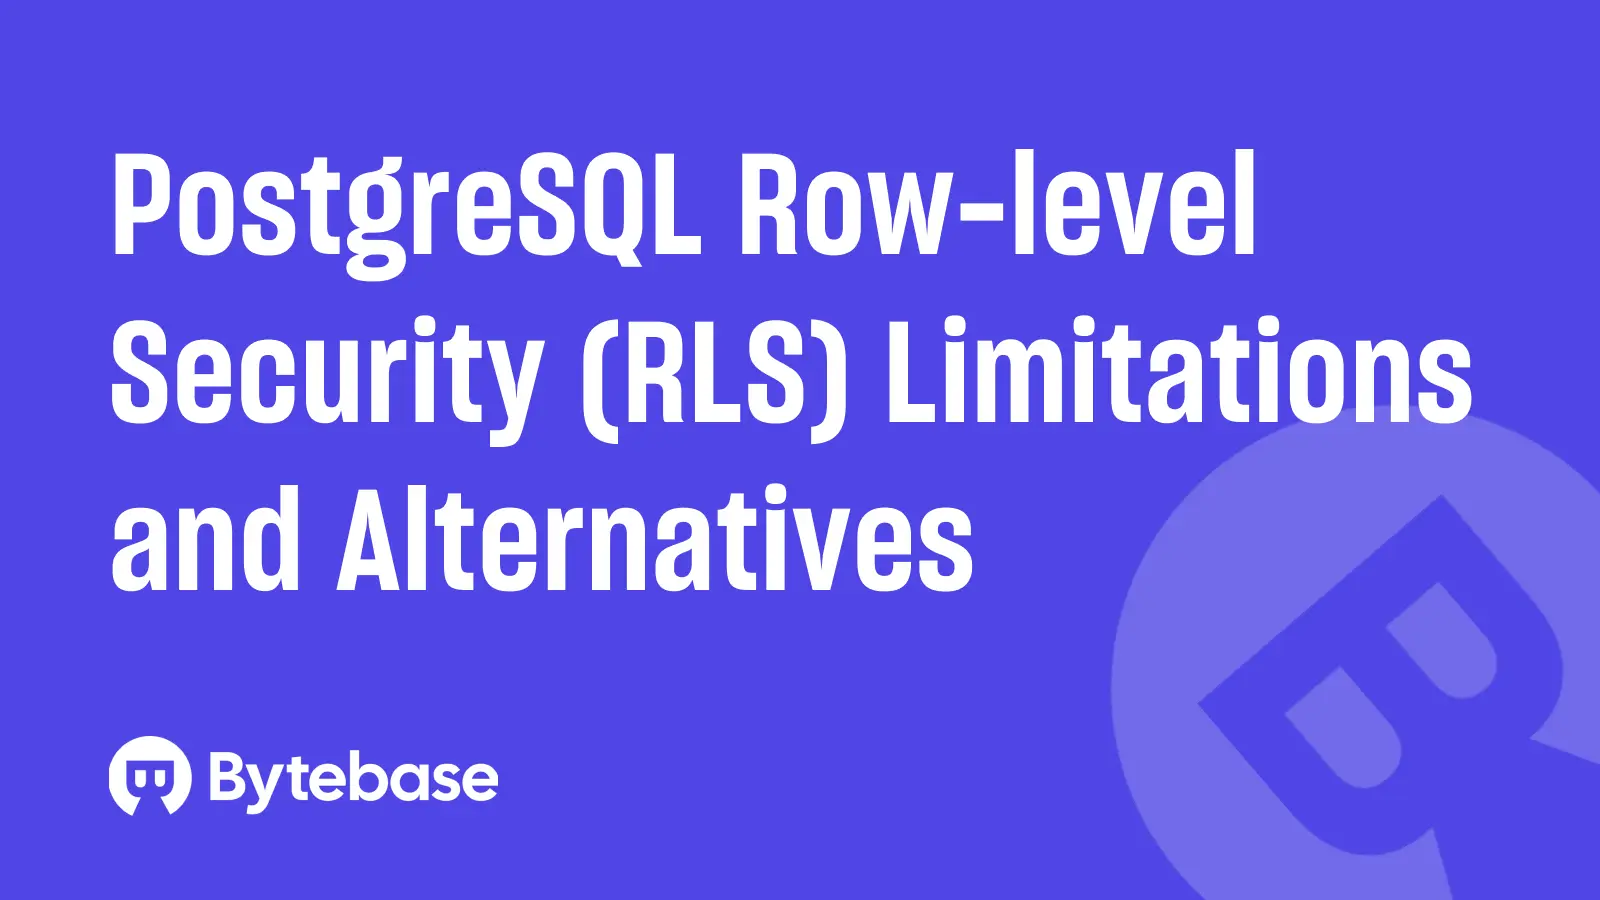 PostgreSQL Row-level
Security (RLS) Limitations
and Alternatives
Bytebase